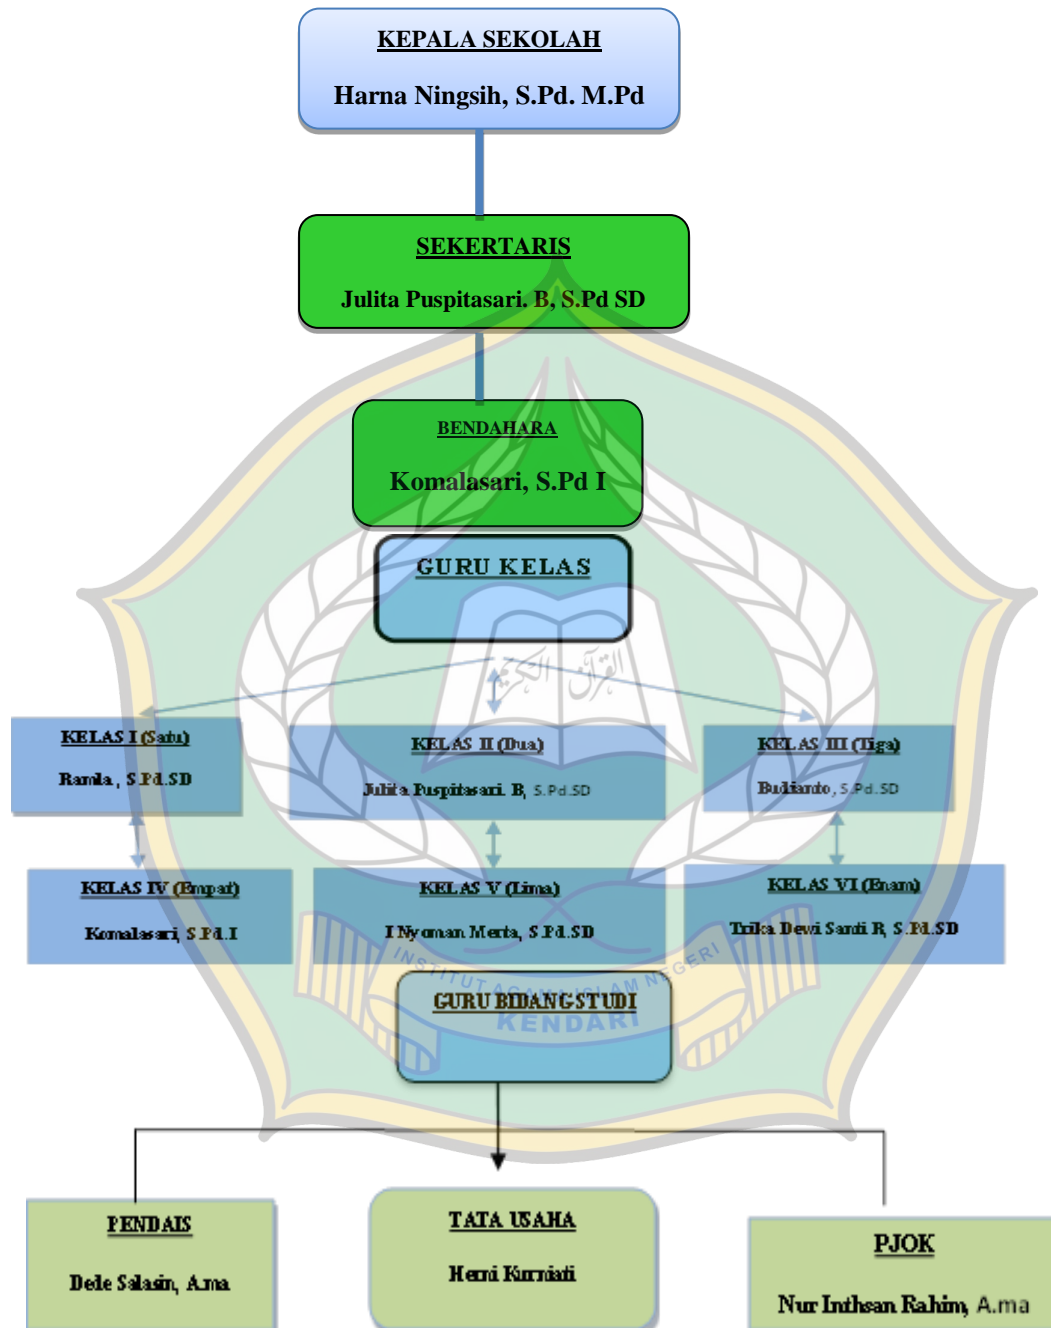 KEPALA SEKOLAH
Harna Ningsih, S.Pd. M.Pd
SEKERTARIS
Julita Puspitasari. B, S.Pd SD
BENDAHARA
Komalasari, S.Pd I
GURU KELAS
القرآن الكريم
KELAS I (Satu)
Ramla, S.Pd.SD
KELAS II (Dua)
Julita Puspitasari. B, S.Pd.SD
KELAS III (Tiga)
Budianto, S.Pd.SD
KELAS IV (Empat)
Komalasari, S.Pd.I
KELAS V (Lima)
I Nyoman Merta, S.Pd.SD
KELAS VI (Enam)
Trika Dewi Santi R, S.Pd.SD
INSTITUT AGAMA ISLAM NEGERI
KENDARI
GURU BIDANG STUDI
PENDAIS
Dede Salasin, A.ma
TATA USAHA
Herni Kurniati
PJOK
Nur Inthsan Rahim, A.ma